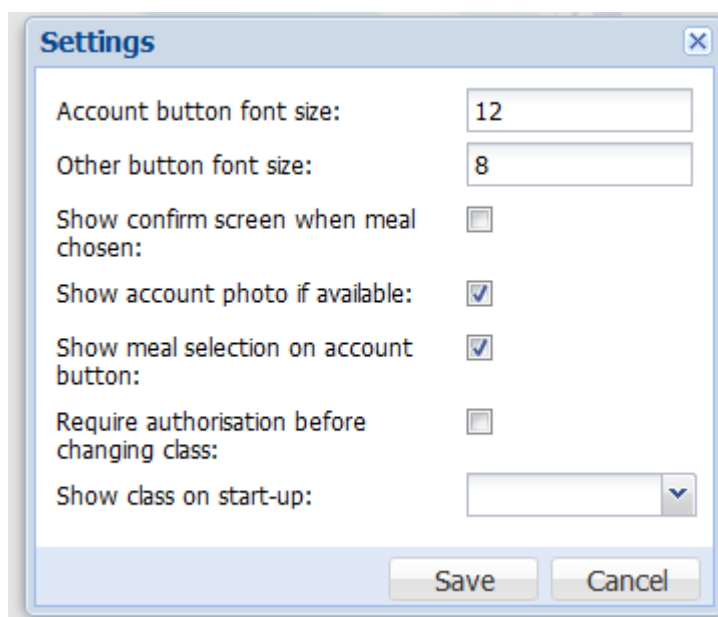 Settings
Account button font size: 12
Other button font size: 8
Show confirm screen when meal
chosen:
Show account photo if available:
Show meal selection on account
button:
Require authorisation before
changing class:
Show class on start-up:
Save Cancel